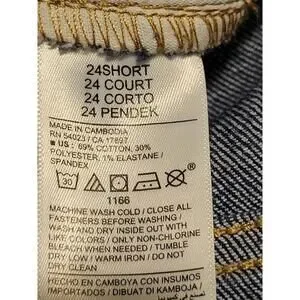 24SHORT
24 COURT
24 CORTO
24 PENDEK
MADE IN CAMBODIA
RN 54023 / CA 17897
■ US : 69% COTTON, 30%
POLYESTER, 1% ELASTANE /
SPANDEX
30
1166
MACHINE WASH COLD / CLOSE ALL
FASTENERS BEFORE WASHING /
WASH AND DRY INSIDE OUT WITH
LIKE COLORS / ONLY NON-CHLORINE
BLEACH WHEN NEEDED / TUMBLE
DRY LOW / WARM IRON / DO NOT
DRY CLEAN
HECHO EN CAMBOYA CON INSUMOS
IMPORTADOS / DIBUAT DI KAMBOJA /